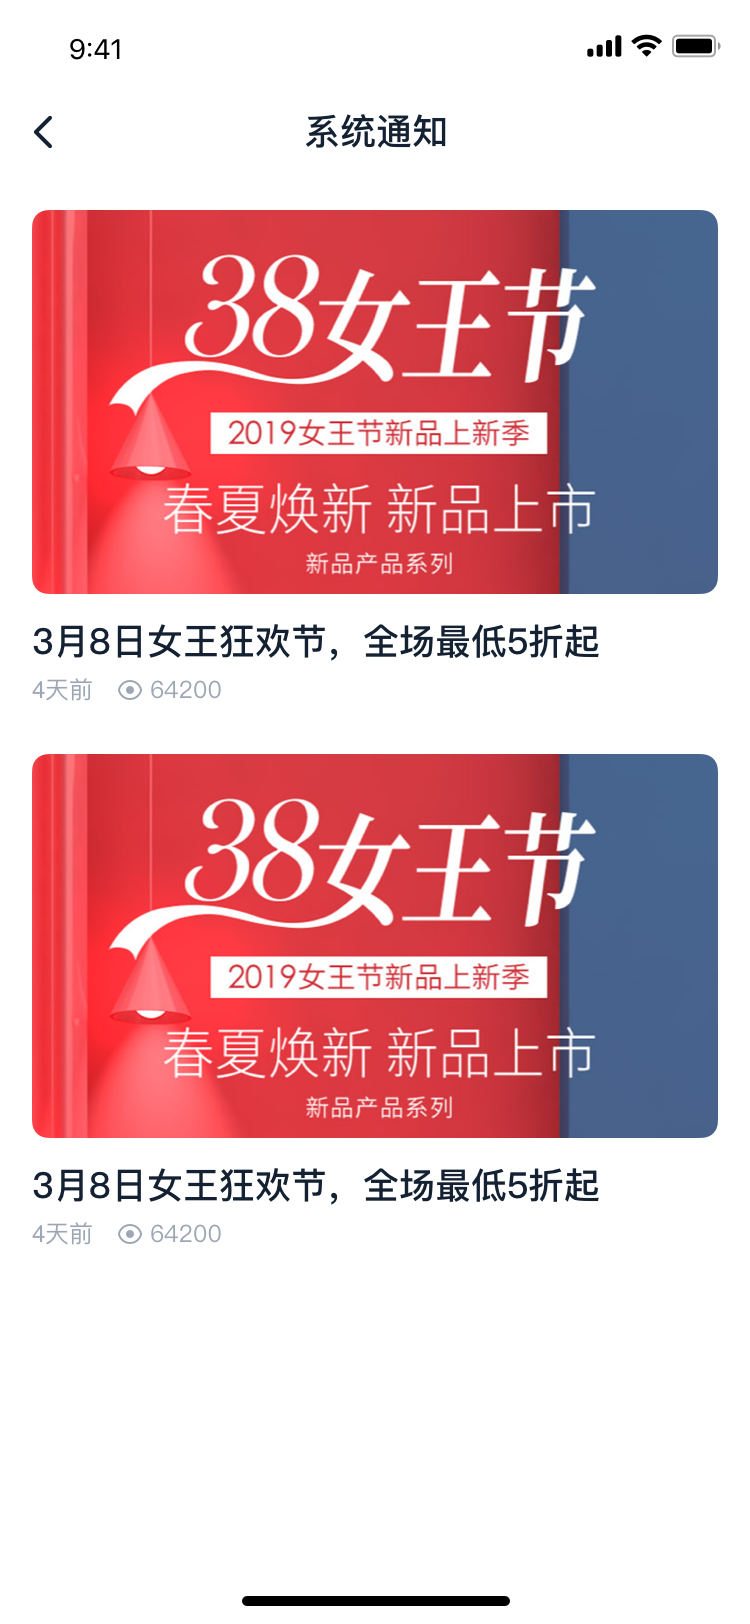 9:41
系统通知
38女王节
2019女王节新品上新季
春夏焕新 新品上市
新品产品系列
3月8日女王狂欢节，全场最低5折起
4天前 64200
38女王节
2019女王节新品上新季
春夏焕新 新品上市
新品产品系列
3月8日女王狂欢节，全场最低5折起
4天前 64200